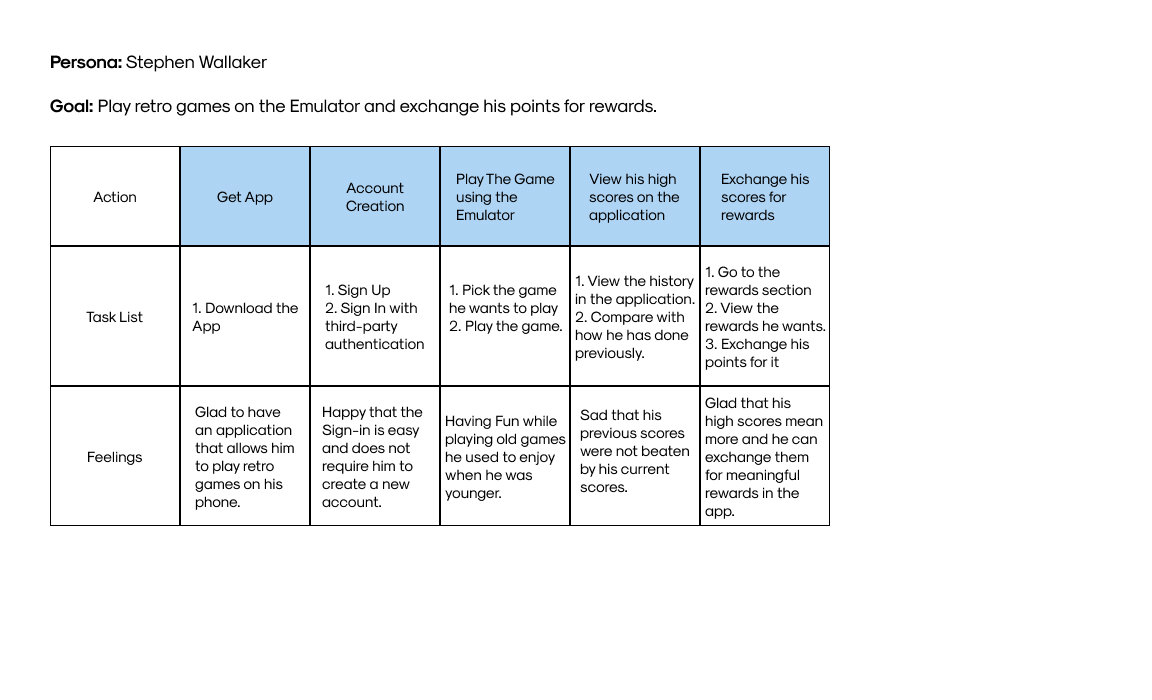 Persona: Stephen Wallaker
Goal: Play retro games on the Emulator and exchange his points for rewards.
Action
Get App
Account
Creation
Play The Game
using the
Emulator
View his high
scores on the
application
Exchange his
scores for
rewards
Task List
1. Download the
App
1. Sign Up
2. Sign In with
third-party
authentication
1. Pick the game
he wants to play
2. Play the game.
1. View the history
in the application.
2. Compare with
how he has done
previously.
1. Go to the
rewards section
2. View the
rewards he wants.
3. Exchange his
points for it
Feelings
Glad to have
an application
that allows him
to play retro
games on his
phone.
Happy that the
Sign-in is easy
and does not
require him to
create a new
account.
Having Fun while
playing old games
he used to enjoy
when he was
younger.
Sad that his
previous scores
were not beaten
by his current
scores.
Glad that his
high scores mean
more and he can
exchange them
for meaningful
rewards in the
app.